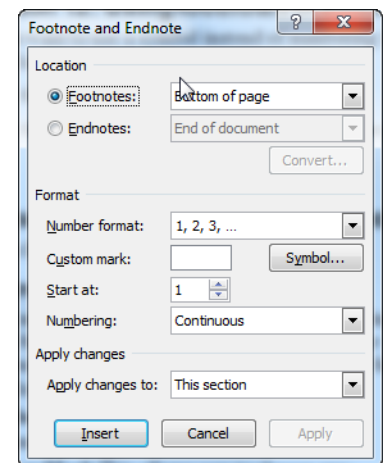 Footnote and Endnote
Location
Footnotes: Bottom of page
Endnotes: End of document
Convert...
Format
Number format: 1, 2, 3, ...
Custom mark: Symbol...
Start at: 1
Numbering: Continuous
Apply changes
Apply changes to: This section
Insert Cancel Apply